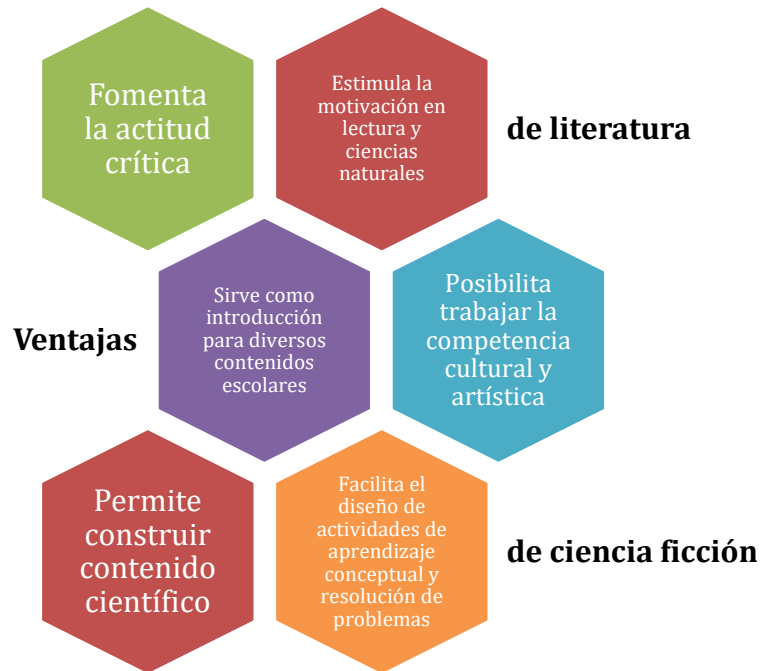 Fomenta
la actitud
crítica
Estimula la
motivación en
lectura y
ciencias
naturales
de literatura
Ventajas
Sirve como
introducción
para diversos
contenidos
escolares
Posibilita
trabajar la
competencia
cultural y
artística
Permite
construir
contenido
científico
Facilita el
diseño de
actividades de
aprendizaje
conceptual y
resolución de
problemas
de ciencia ficción